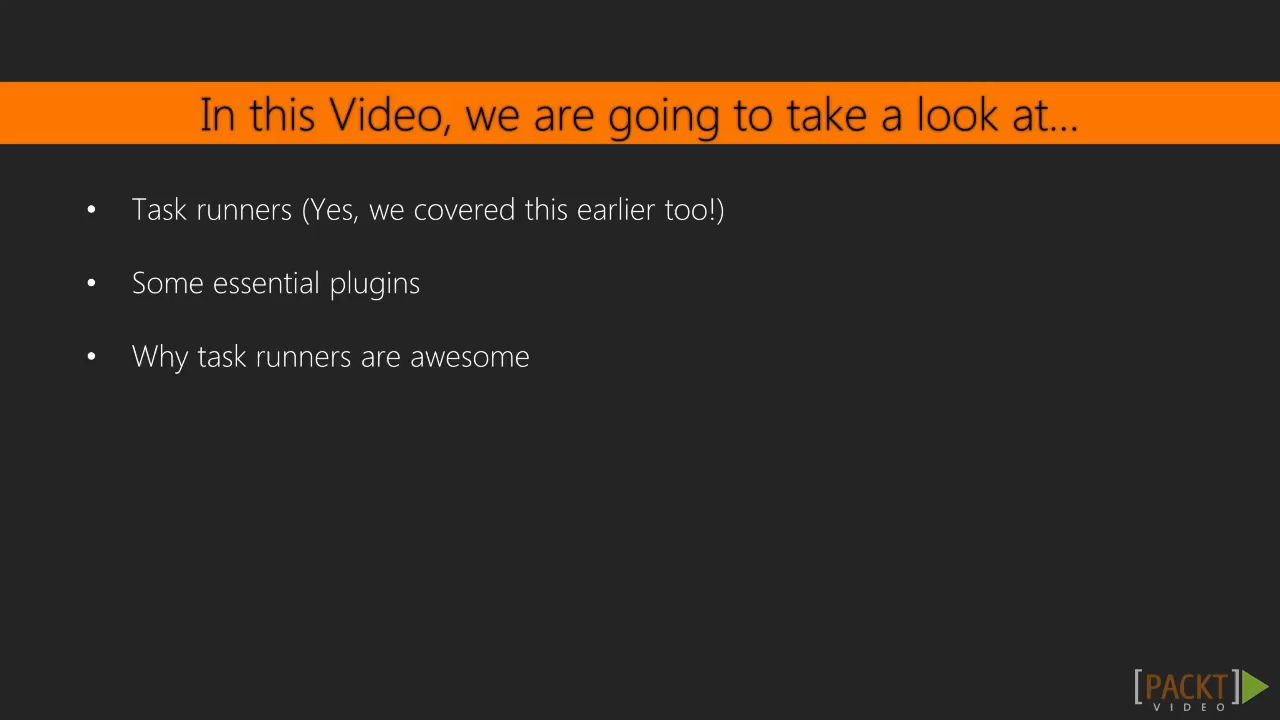 In this Video, we are going to take a look at...
• Task runners (Yes, we covered this earlier too!)
• Some essential plugins
• Why task runners are awesome
[PACKT]
VIDEO